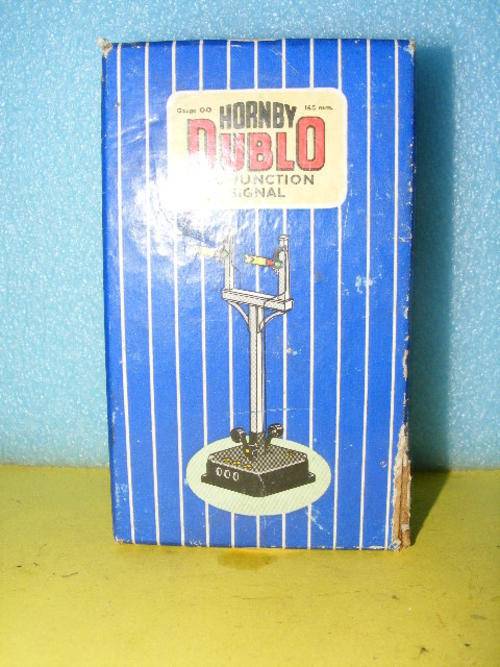 Gauge OO HORNBY 16.5 mm.
DUBLO
JUNCTION
SIGNAL